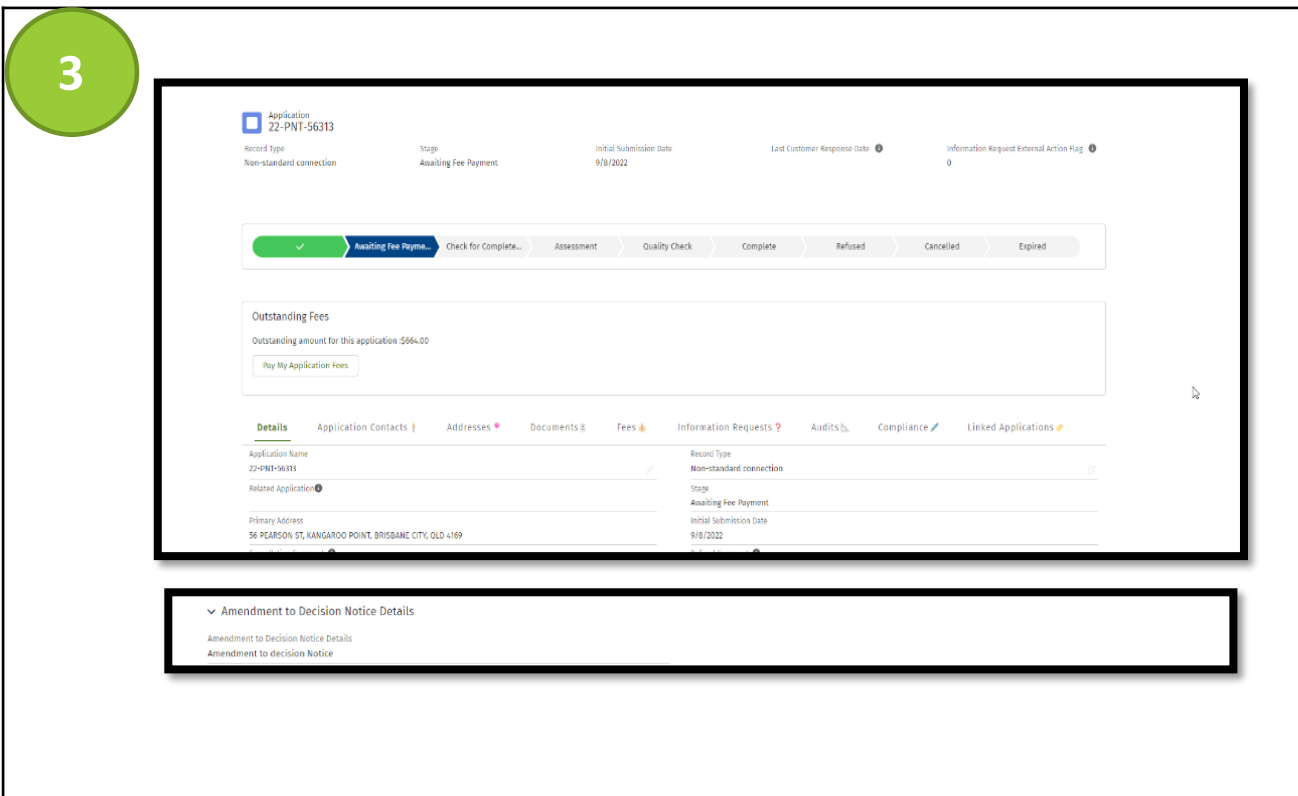 3
Application
22-PNT-56313
Record Type Stage Initial Submission Date Last Customer Response Date Information Request External Action Flag
Non-standard connection Awaiting Fee Payment 9/8/2022 0
Awaiting Fee Payme... Check for Complete... Assessment Quality Check Complete Refused Cancelled Expired
Outstanding Fees
Outstanding amount for this application :$664.00
Pay My Application Fees
Details Application Contacts Addresses Documents Fees Information Requests Audits Compliance Linked Applications
Application Name Record Type
22-PNT-56313 Non-standard connection
Related Application Stage
Awaiting Fee Payment
Primary Address Initial Submission Date
56 PEARSON ST, KANGAROO POINT, BRISBANE CITY, QLD 4169 9/8/2022
Amendment to Decision Notice Details
Amendment to Decision Notice Details
Amendment to decision Notice